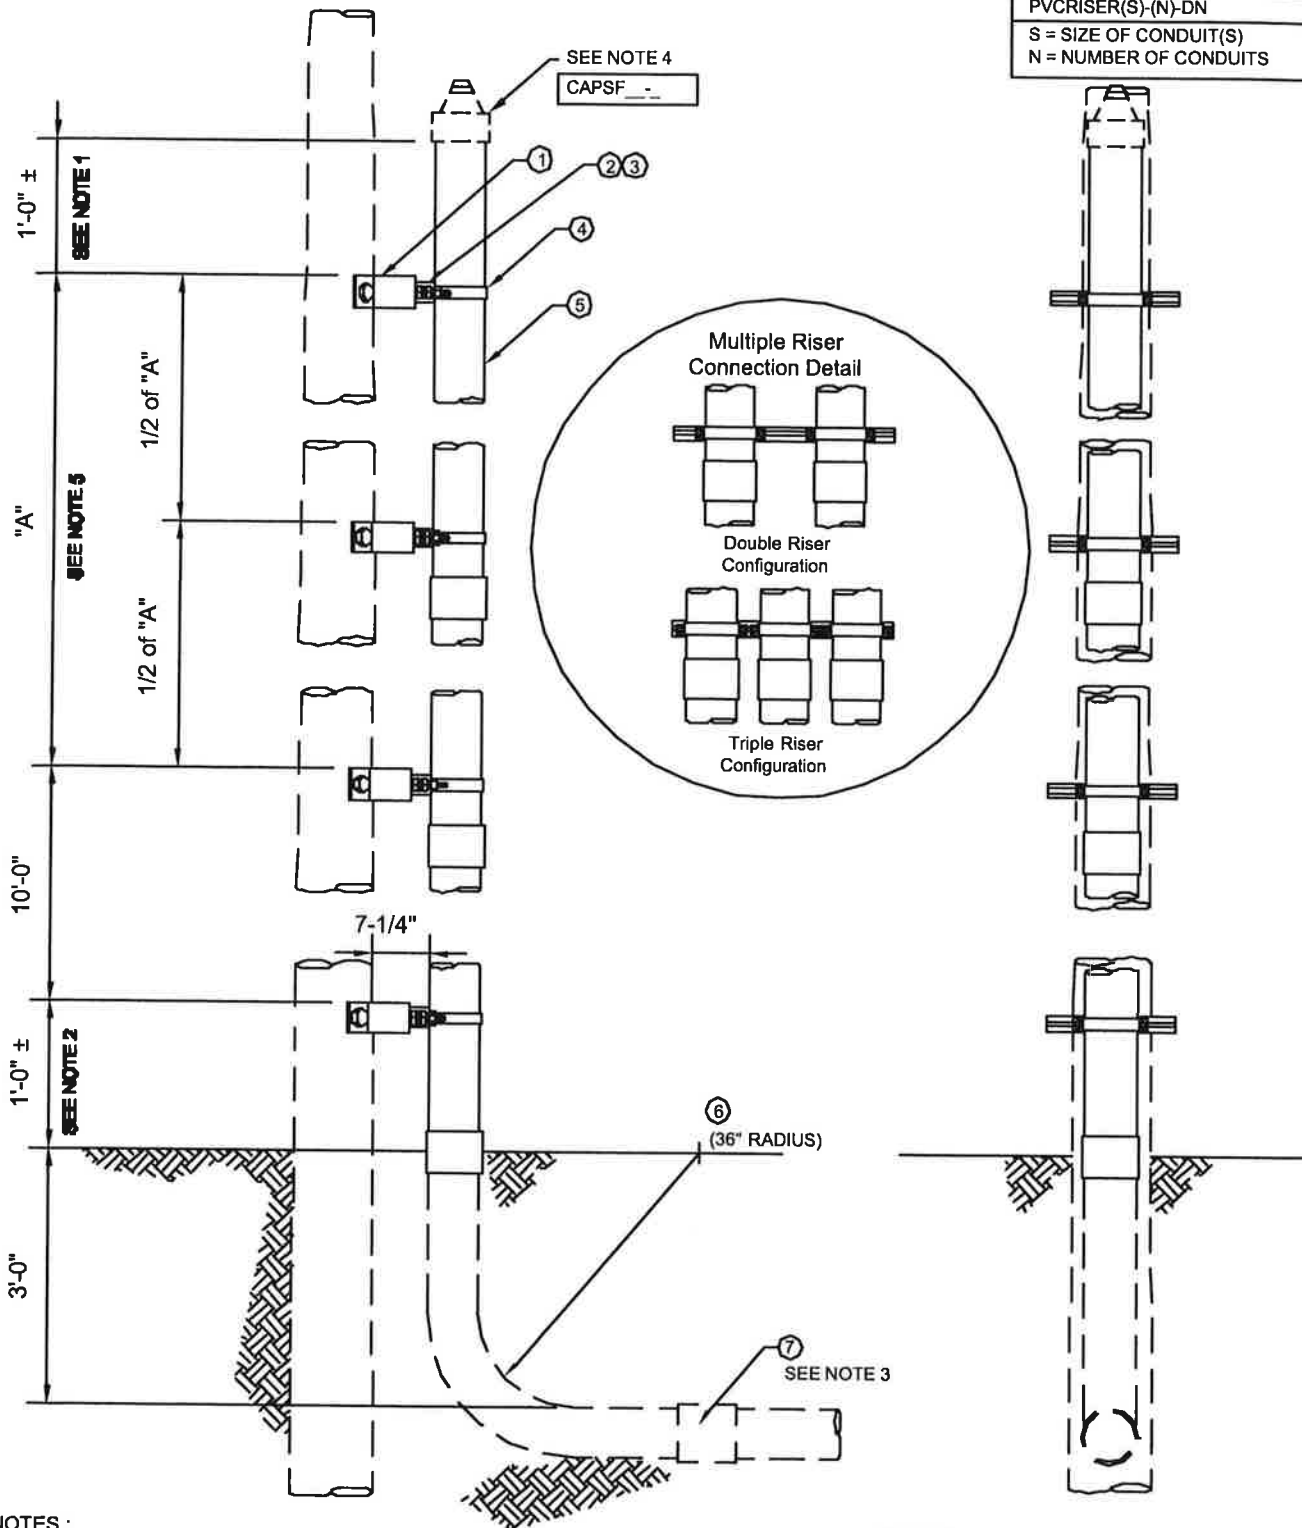 PVCRISER(S)-(N)-DN
S = SIZE OF CONDUIT(S)
N = NUMBER OF CONDUITS
SEE NOTE 4
CAPSF__-_
1
2 3
4
5
1'-0" ±
SEE NOTE 1
"A"
SEE NOTE 5
1/2 of "A"
1/2 of "A"
Multiple Riser
Connection Detail
Double Riser
Configuration
Triple Riser
Configuration
10'-0"
7-1/4"
1'-0" ±
SEE NOTE 2
6
(36" RADIUS)
3'-0"
7
SEE NOTE 3
NOTES :